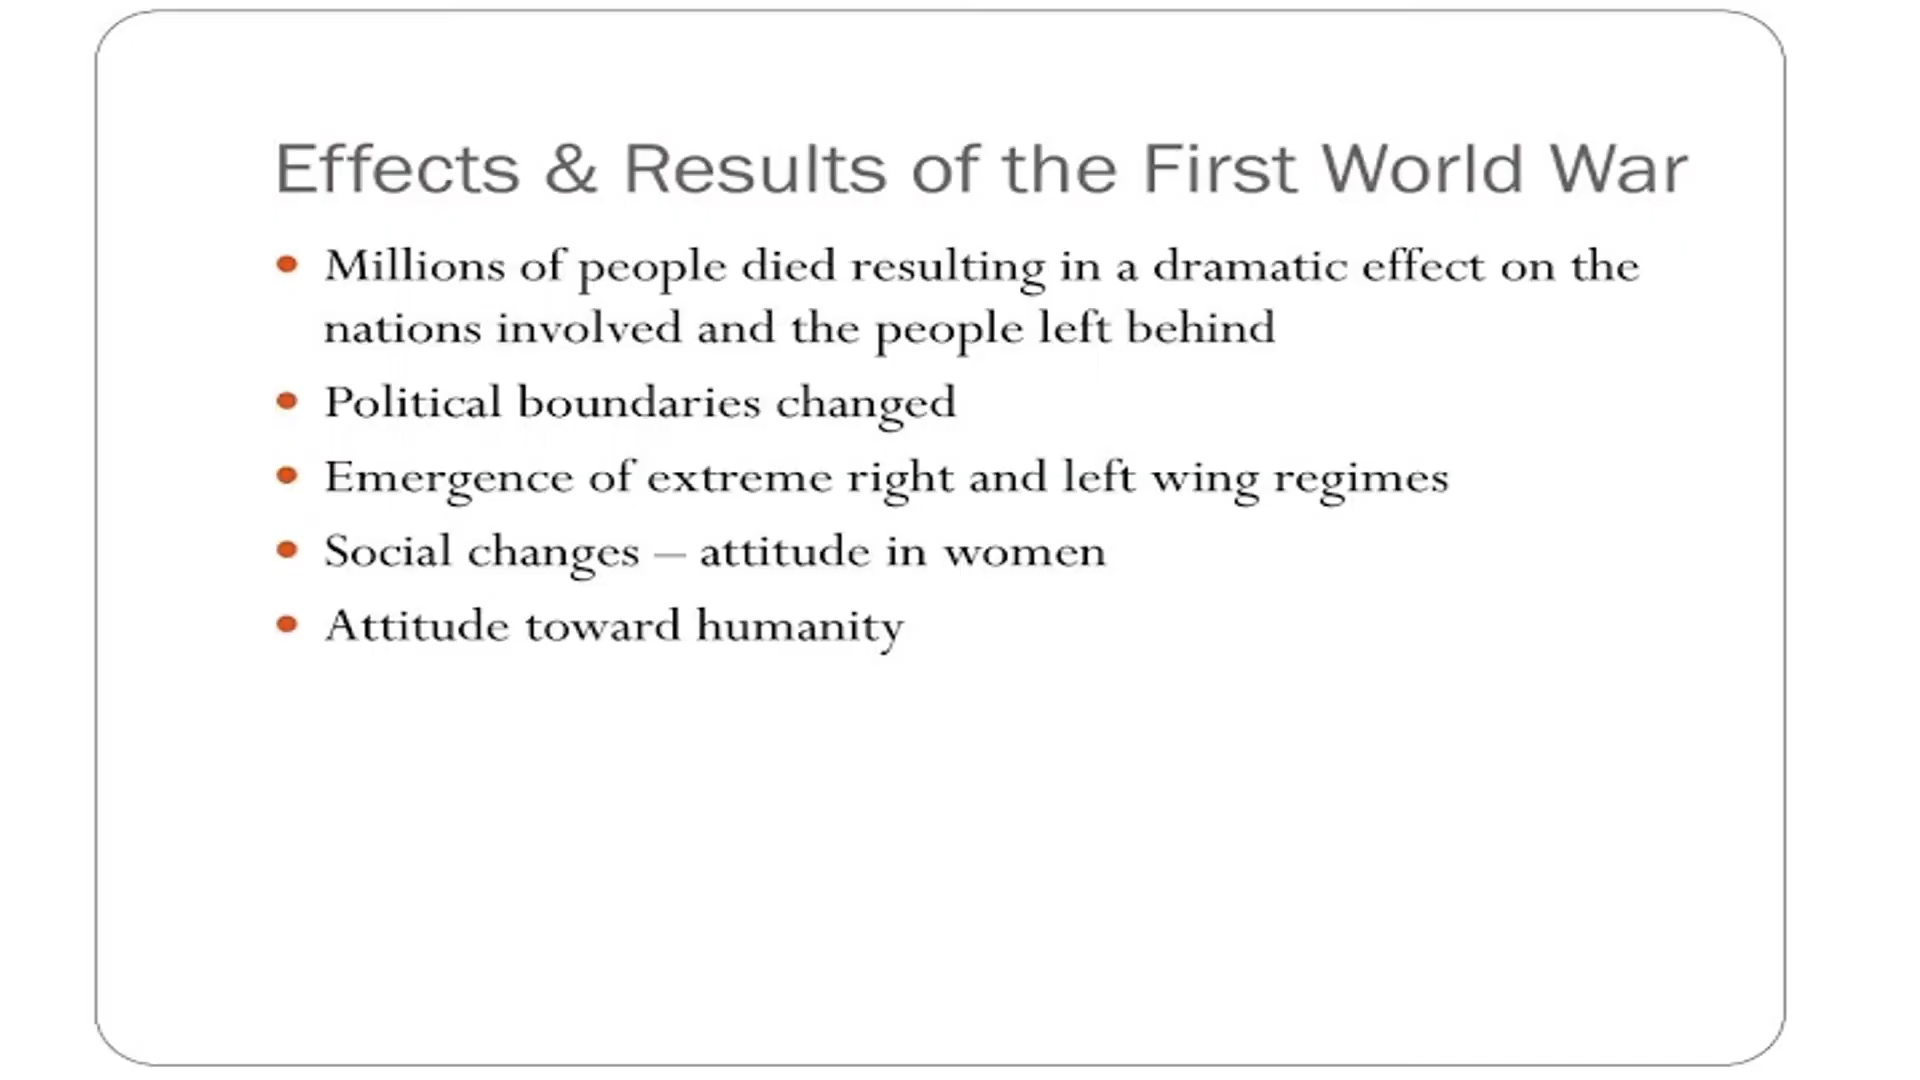 Effects & Results of the First World War
• Millions of people died resulting in a dramatic effect on the
nations involved and the people left behind
• Political boundaries changed
• Emergence of extreme right and left wing regimes
• Social changes – attitude in women
• Attitude toward humanity